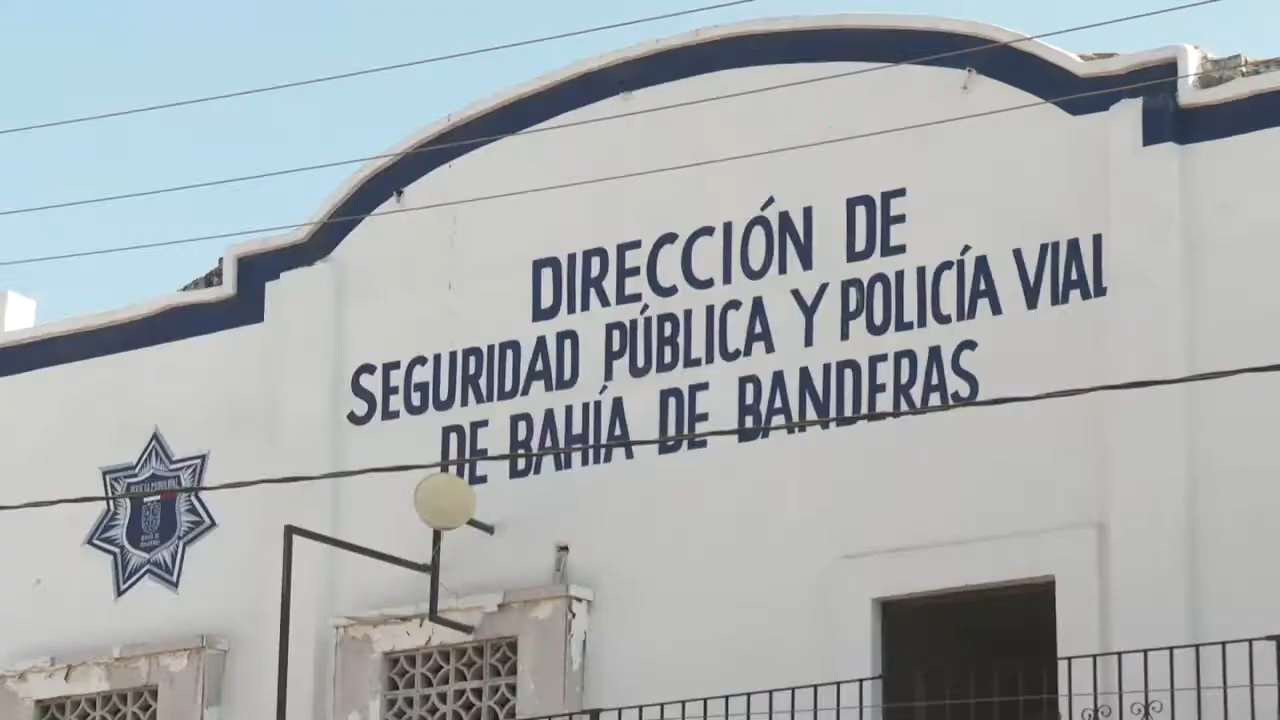 DIRECCIÓN DE
SEGURIDAD PÚBLICA Y POLICÍA VIAL
DE BAHÍA DE BANDERAS